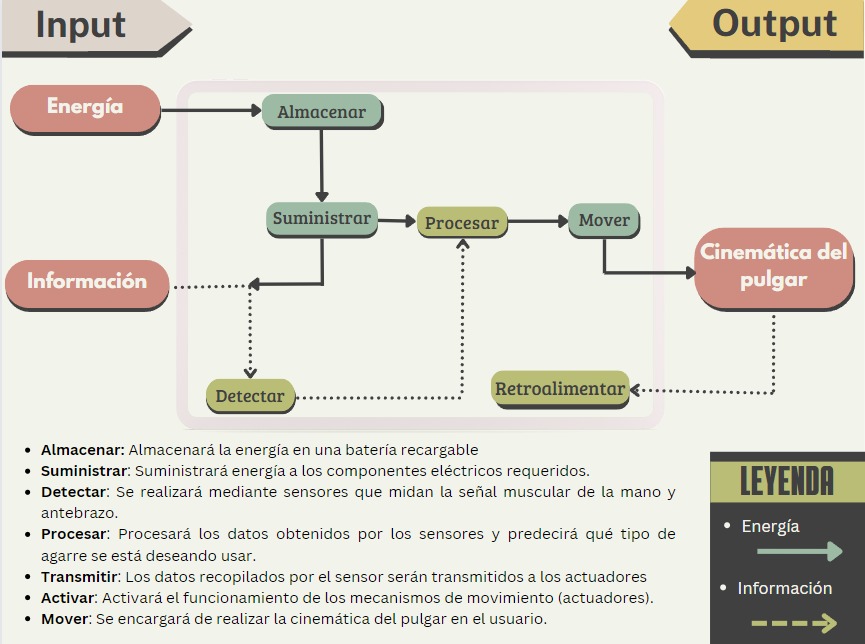 Input
Output
Energía
Almacenar
Suministrar
Procesar
Mover
Información
Cinemática del
pulgar
Detectar
Retroalimentar
• Almacenar: Almacenará la energía en una batería recargable
• Suministrar: Suministrará energía a los componentes eléctricos requeridos.
• Detectar: Se realizará mediante sensores que midan la señal muscular de la mano y
antebrazo.
• Procesar: Procesará los datos obtenidos por los sensores y predecirá qué tipo de
agarre se está deseando usar.
• Transmitir: Los datos recopilados por el sensor serán transmitidos a los actuadores
• Activar: Activará el funcionamiento de los mecanismos de movimiento (actuadores).
• Mover: Se encargará de realizar la cinemática del pulgar en el usuario.
LEYENDA
• Energía
• Información